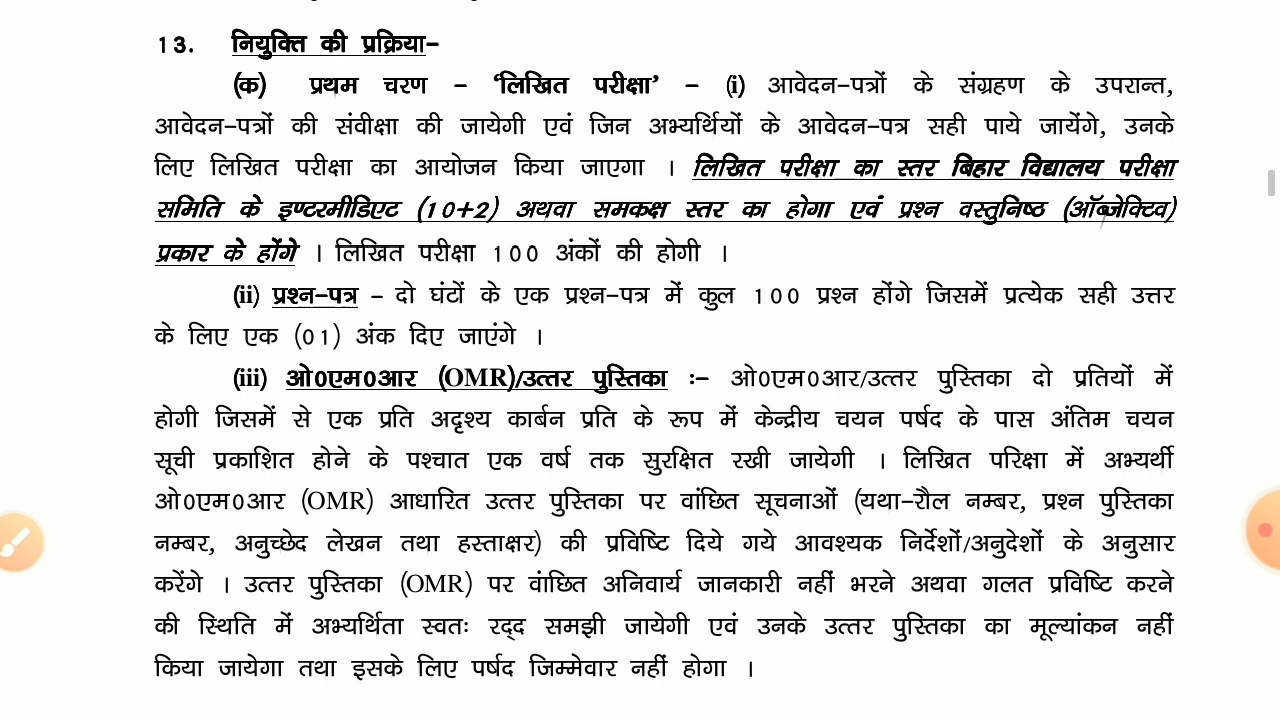 13. नियुक्ति की प्रक्रिया–
(क) प्रथम चरण – ‘लिखित परीक्षा’ – (i) आवेदन–पत्रों के संग्रहण के उपरान्त,
आवेदन–पत्रों की संवीक्षा की जायेगी एवं जिन अभ्यर्थियों के आवेदन–पत्र सही पाये जायेंगे, उनके
लिए लिखित परीक्षा का आयोजन किया जाएगा । लिखित परीक्षा का स्तर बिहार विद्यालय परीक्षा
समिति के इण्टरमीडिएट (10+2) अथवा समकक्ष स्तर का होगा एवं प्रश्न वस्तुनिष्ठ (ऑब्जेक्टिव)
प्रकार के होंगे । लिखित परीक्षा 100 अंकों की होगी ।
(ii) प्रश्न–पत्र – दो घंटों के एक प्रश्न–पत्र में कुल 100 प्रश्न होंगे जिसमें प्रत्येक सही उत्तर
के लिए एक (01) अंक दिए जाएंगे ।
(iii) ओ0एम0आर (OMR)/उत्तर पुस्तिका :– ओ0एम0आर/उत्तर पुस्तिका दो प्रतियों में
होगी जिसमें से एक प्रति अदृश्य कार्बन प्रति के रूप में केन्द्रीय चयन पर्षद के पास अंतिम चयन
सूची प्रकाशित होने के पश्चात एक वर्ष तक सुरक्षित रखी जायेगी । लिखित परिक्षा में अभ्यर्थी
ओ0एम0आर (OMR) आधारित उत्तर पुस्तिका पर वांछित सूचनाओं (यथा–रौल नम्बर, प्रश्न पुस्तिका
नम्बर, अनुच्छेद लेखन तथा हस्ताक्षर) की प्रविष्टि दिये गये आवश्यक निर्देशों/अनुदेशों के अनुसार
करेंगे । उत्तर पुस्तिका (OMR) पर वांछित अनिवार्य जानकारी नहीं भरने अथवा गलत प्रविष्टि करने
की स्थिति में अभ्यर्थिता स्वतः रद्द समझी जायेगी एवं उनके उत्तर पुस्तिका का मूल्यांकन नहीं
किया जायेगा तथा इसके लिए पर्षद जिम्मेवार नहीं होगा ।